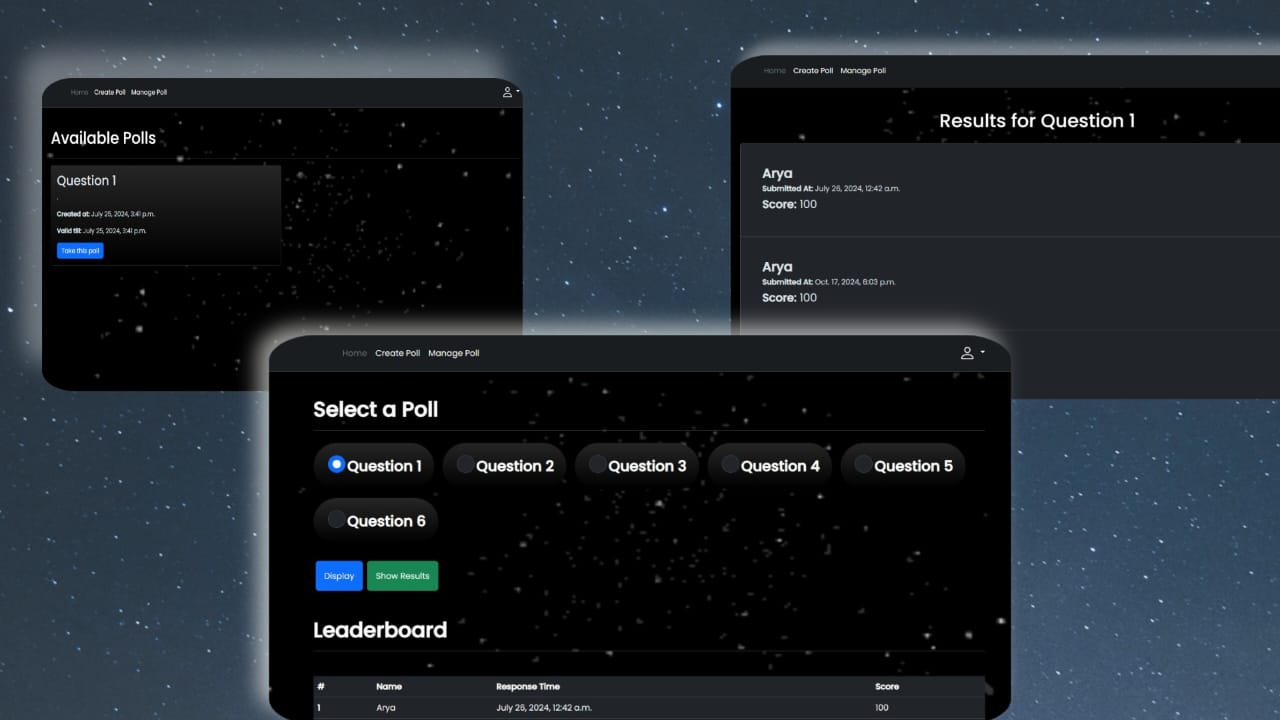 Home Create Poll Manage Poll
Available Polls
Question 1
.
Created at: July 25, 2024, 3:41 p.m.
Valid till: July 25, 2024, 3:41 p.m.
Take this poll
Home Create Poll Manage Poll
Results for Question 1
Arya
Submitted At: July 26, 2024, 12:42 a.m.
Score: 100
Arya
Submitted At: Oct. 17, 2024, 6:03 p.m.
Score: 100
Home Create Poll Manage Poll
Select a Poll
Question 1 Question 2 Question 3 Question 4 Question 5
Question 6
Display Show Results
Leaderboard
# Name Response Time Score
1 Arya July 26, 2024, 12:42 a.m. 100